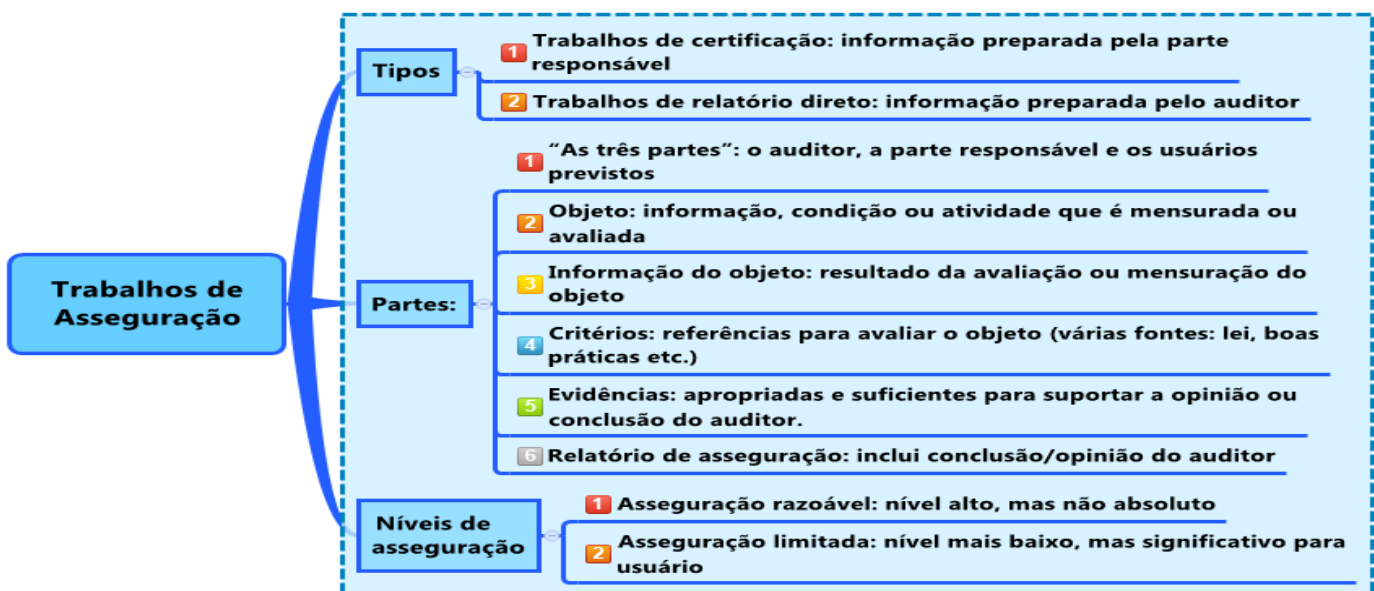 Trabalhos de
Asseguração
Tipos
1 Trabalhos de certificação: informação preparada pela parte
responsável
2 Trabalhos de relatório direto: informação preparada pelo auditor
Partes:
1 “As três partes”: o auditor, a parte responsável e os usuários
previstos
2 Objeto: informação, condição ou atividade que é mensurada ou
avaliada
3 Informação do objeto: resultado da avaliação ou mensuração do
objeto
4 Critérios: referências para avaliar o objeto (várias fontes: lei, boas
práticas etc.)
5 Evidências: apropriadas e suficientes para suportar a opinião ou
conclusão do auditor.
6 Relatório de asseguração: inclui conclusão/opinião do auditor
Níveis de
asseguração
1 Asseguração razoável: nível alto, mas não absoluto
2 Asseguração limitada: nível mais baixo, mas significativo para
usuário